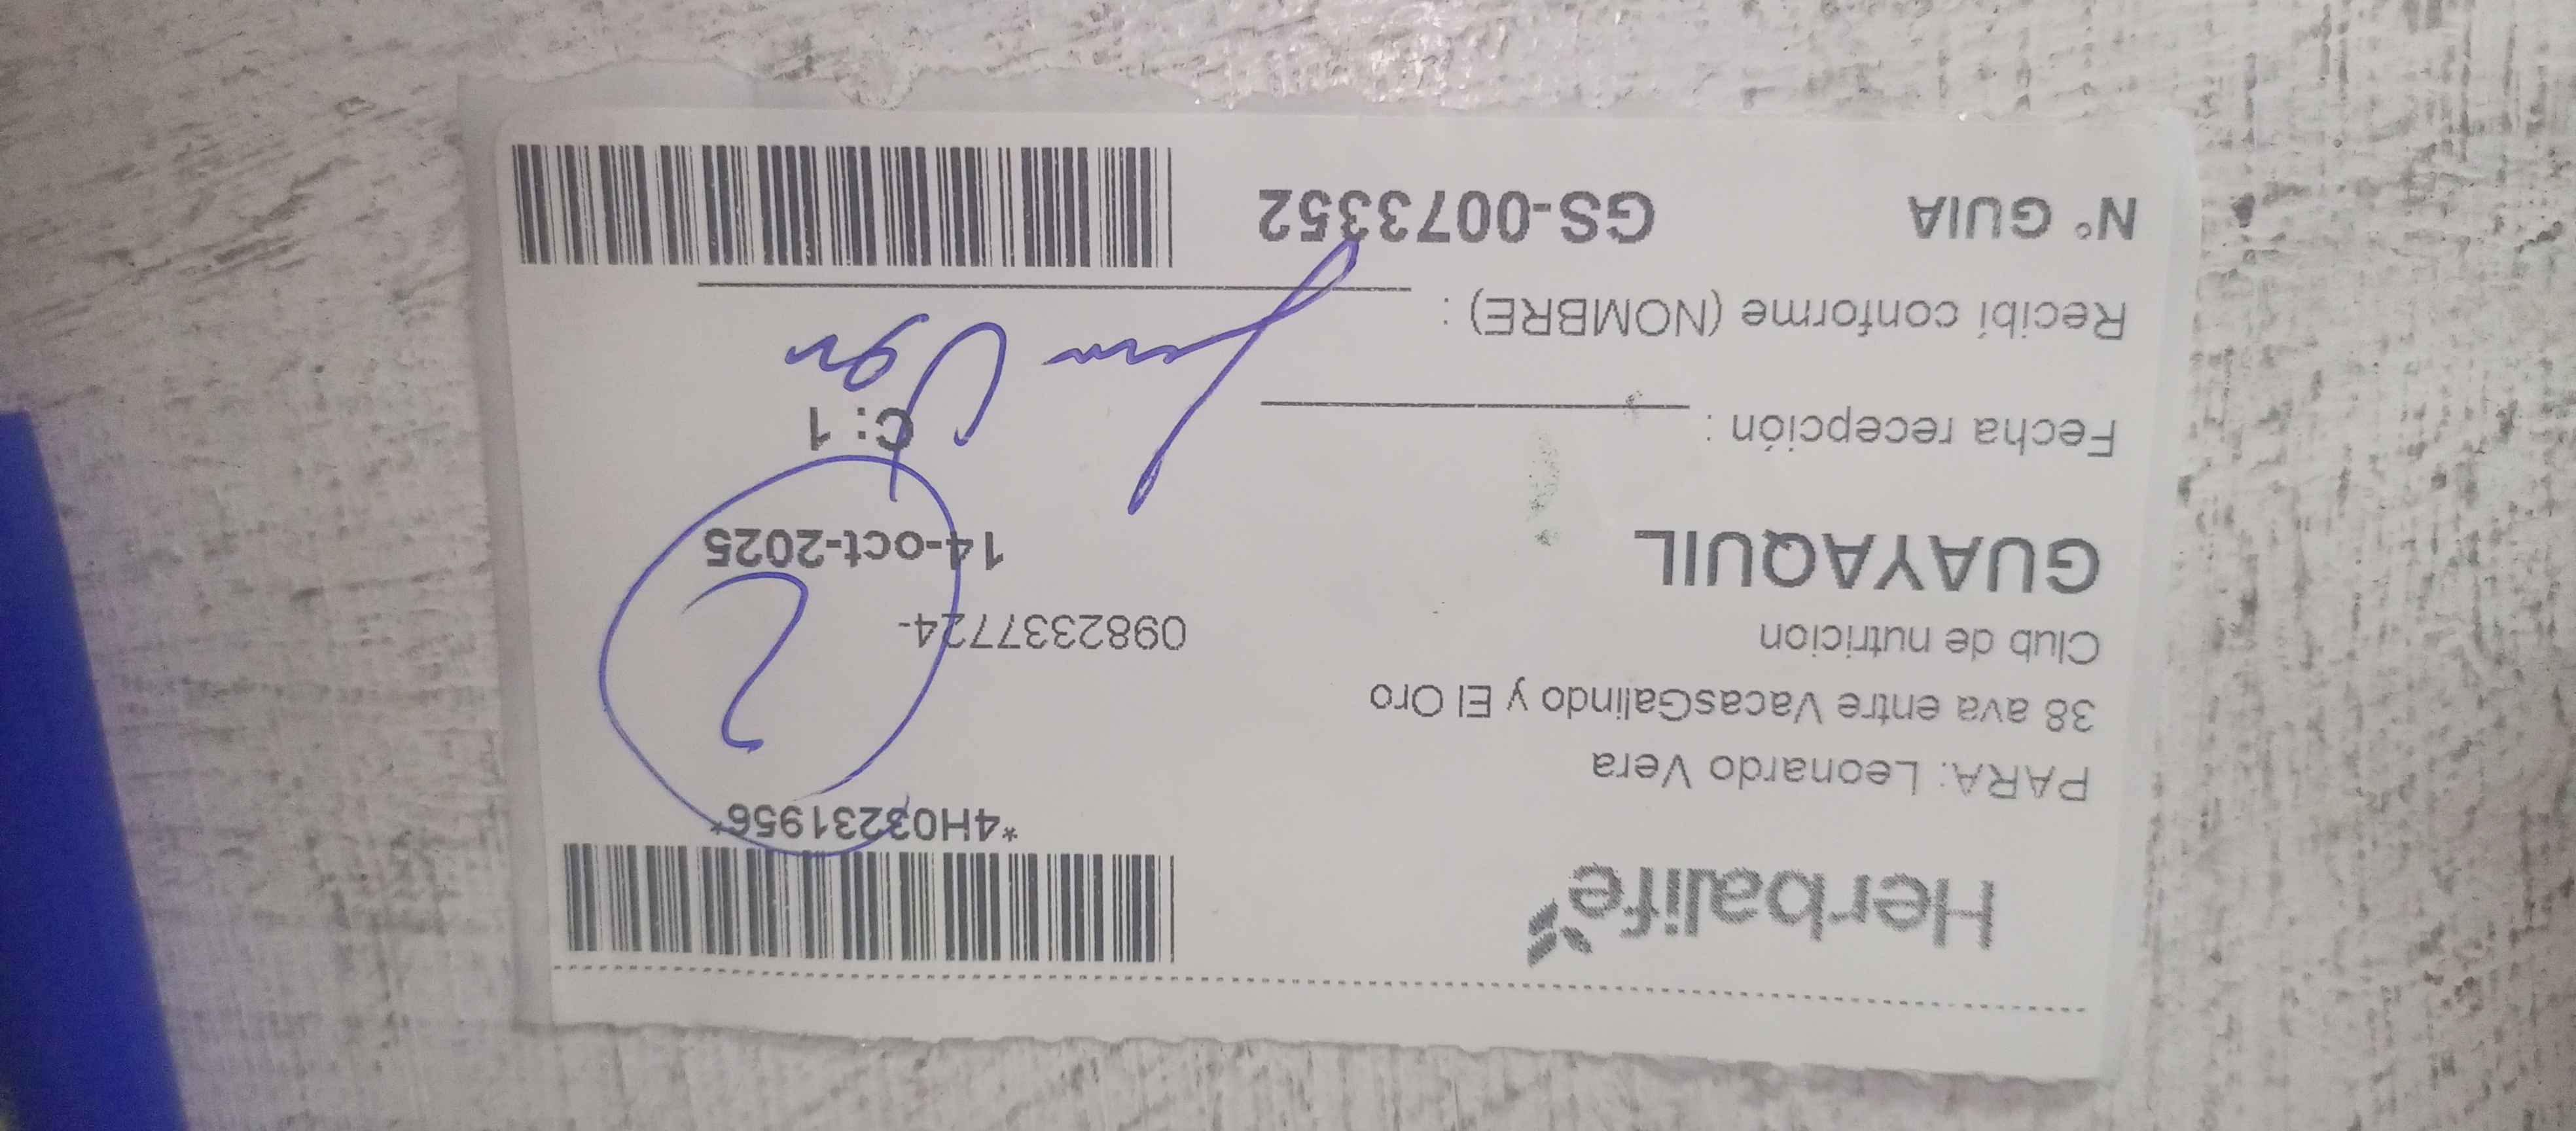 Herbalife
*4H03231956*
PARA: Leonardo Vera
38 ava entre VacasGalindo y El Oro
Club de nutricion
0982337724-
2
GUAYAQUIL
14-oct-2025
Fecha recepción :
C: 1
Recibí conforme (NOMBRE) :
N° GUIA GS-0073352